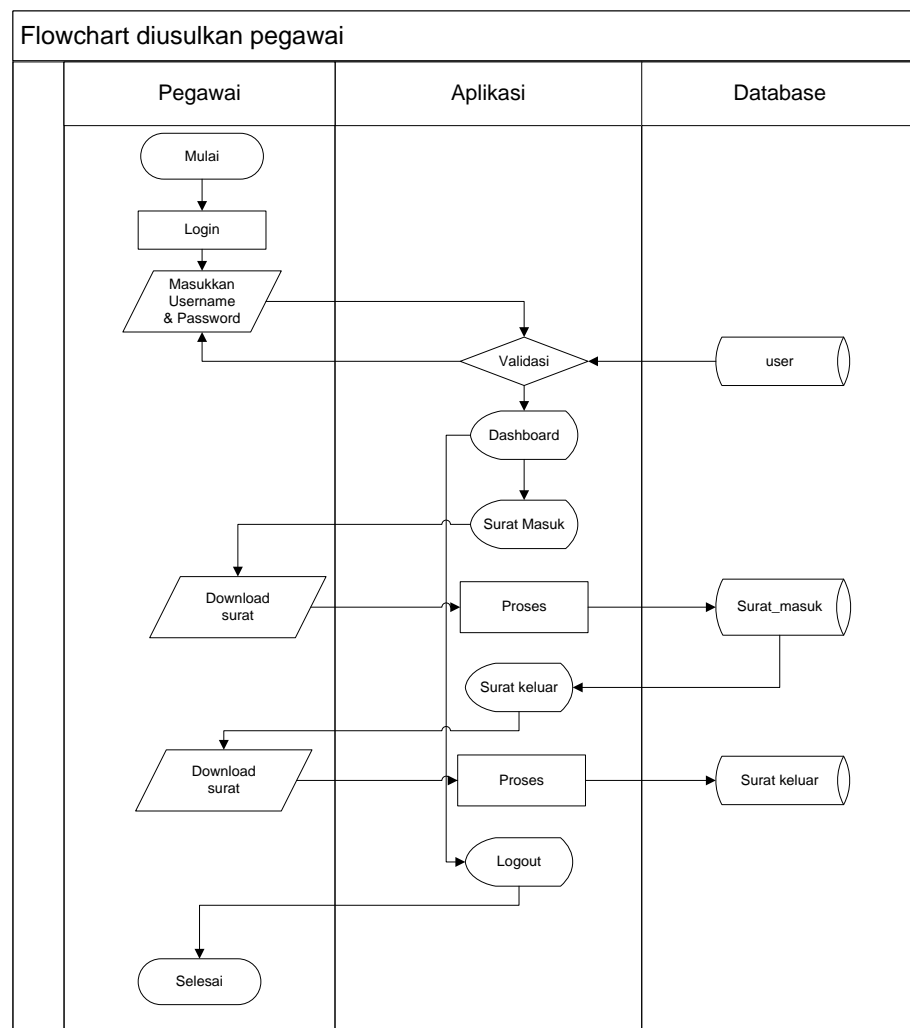 Flowchart diusulkan pegawai
Pegawai
Aplikasi
Database
Mulai
Login
Masukkan
Username
& Password
Validasi
user
Dashboard
Surat Masuk
Download
surat
Proses
Surat_masuk
Surat keluar
Download
surat
Proses
Surat keluar
Logout
Selesai